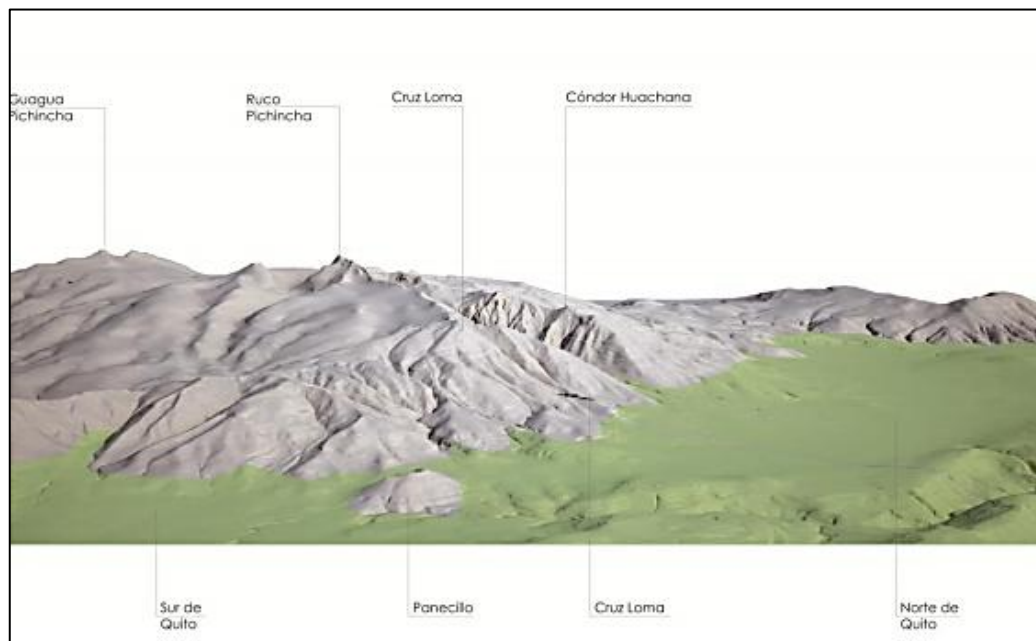 Guagua
Pichincha
Ruco
Pichincha
Cruz Loma
Cóndor Huachana
Sur de
Quito
Panecillo
Cruz Loma
Norte de
Quito